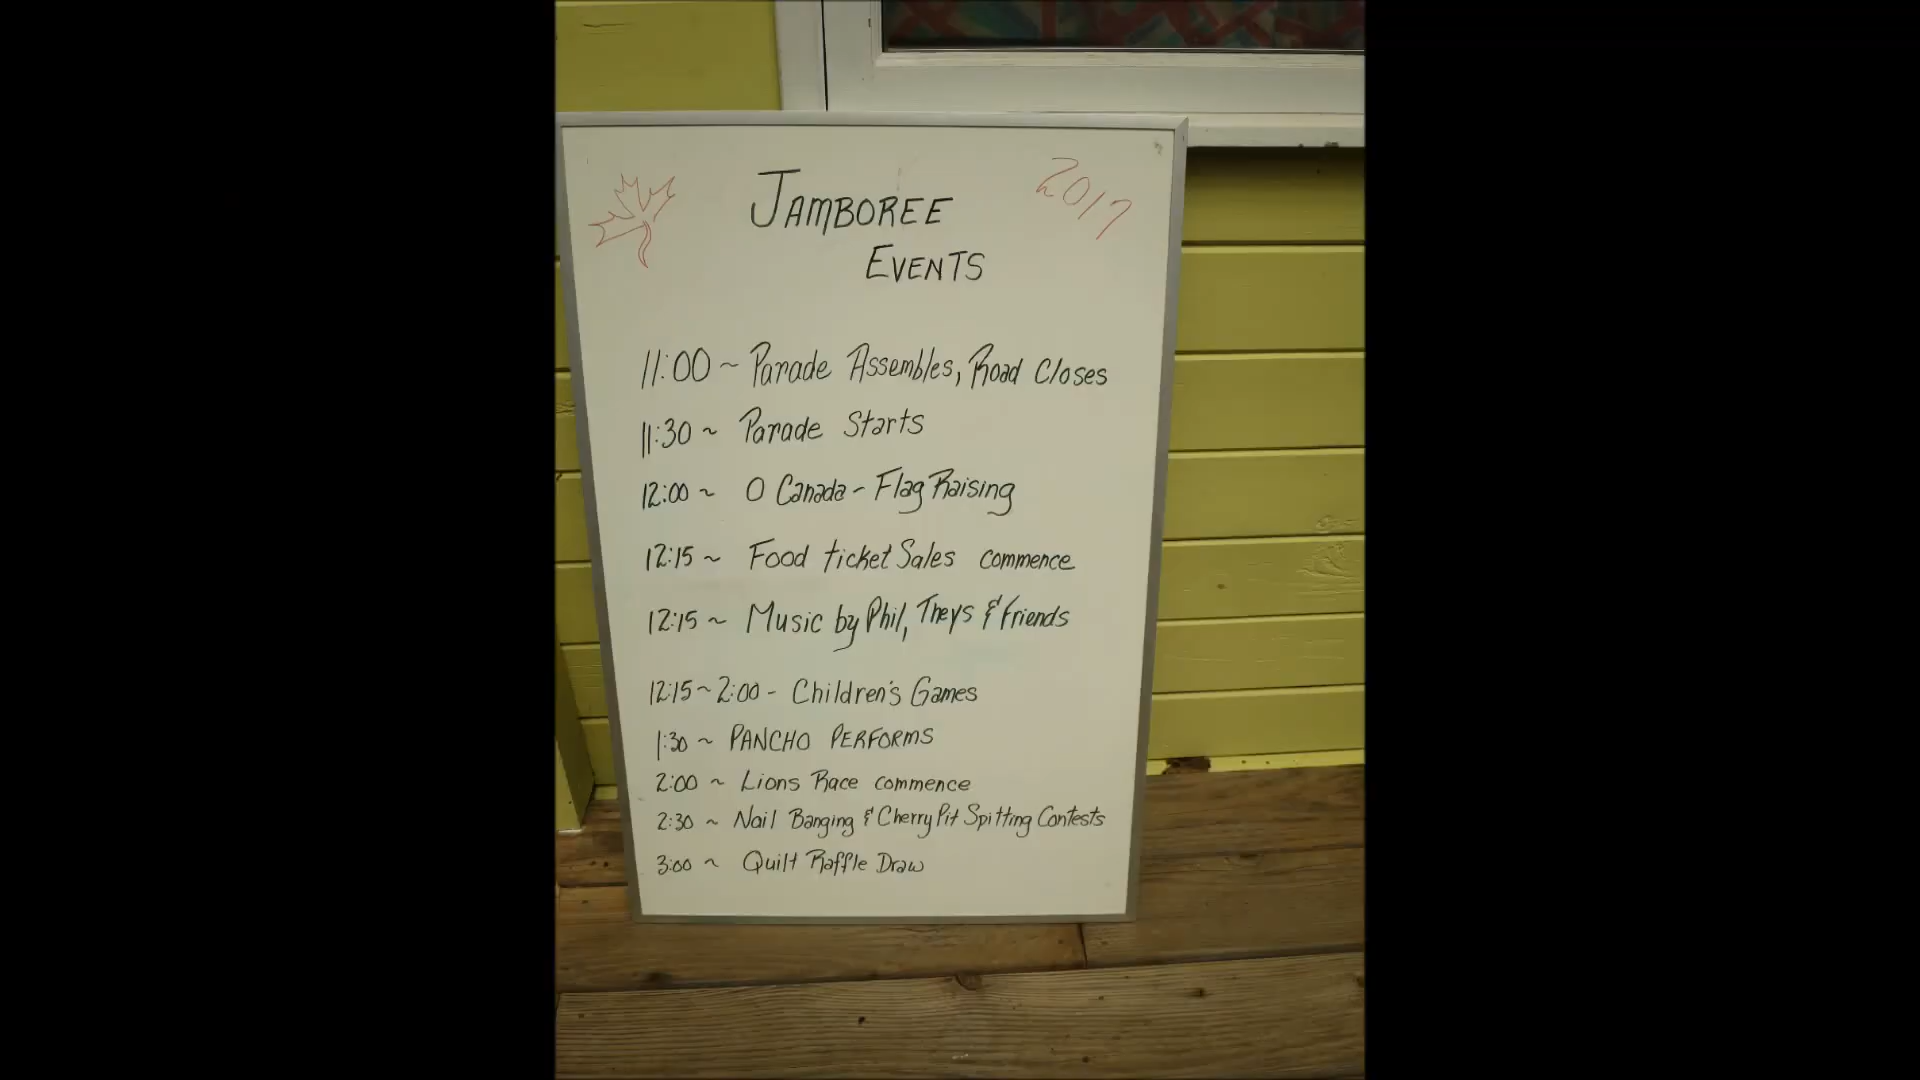 JAMBOREE
2017
EVENTS
11:00 ~ Parade Assembles, Road Closes
11:30 ~ Parade Starts
12:00 ~ O Canada - Flag Raising
12:15 ~ Food ticket Sales commence
12:15 ~ Music by Phil, Theys & Friends
12:15 ~ 2:00 - Children's Games
1:30 ~ PANCHO PERFORMS
2:00 ~ Lions Race commence
2:30 ~ Nail Banging & Cherry Pit Spitting Contests
3:00 ~ Quilt Raffle Draw